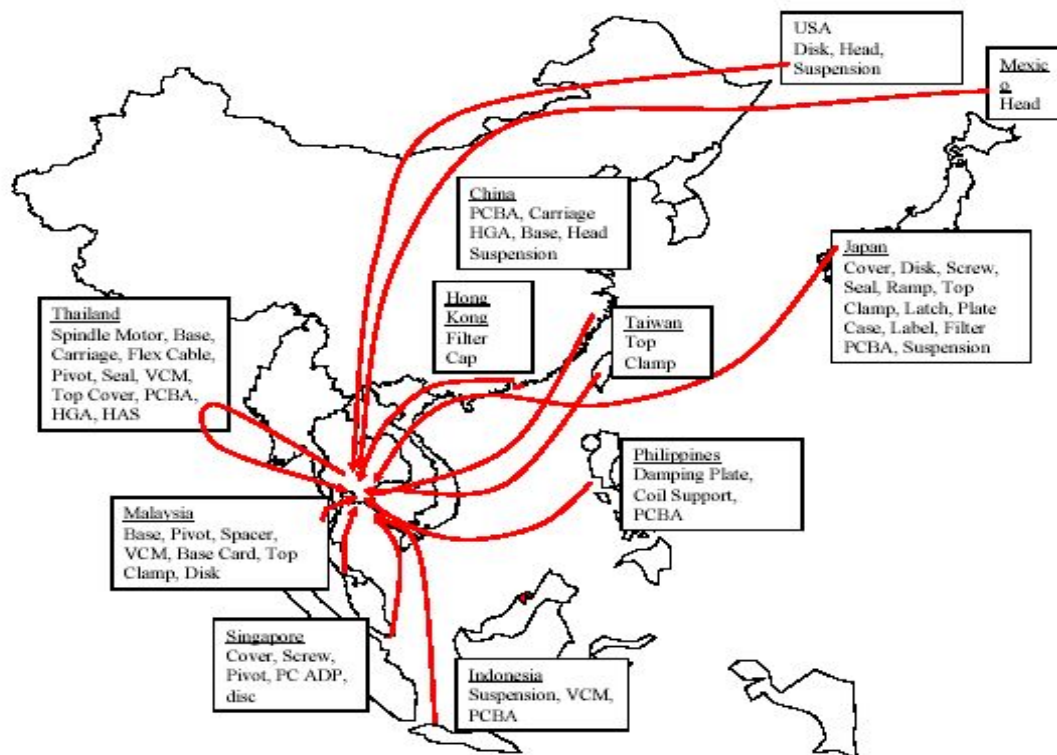 USA
Disk, Head,
Suspension
Mexic
o
Head
China
PCBA, Carriage
HGA, Base, Head
Suspension
Japan
Cover, Disk, Screw,
Seal, Ramp, Top
Clamp, Latch, Plate
Case, Label, Filter
PCBA, Suspension
Hong
Kong
Filter
Cap
Taiwan
Top
Clamp
Thailand
Spindle Motor, Base,
Carriage, Flex Cable,
Pivot, Seal, VCM,
Top Cover, PCBA,
HGA, HAS
Philippines
Damping Plate,
Coil Support,
PCBA
Malaysia
Base, Pivot, Spacer,
VCM, Base Card, Top
Clamp, Disk
Singapore
Cover, Screw,
Pivot, PC ADP,
disc
Indonesia
Suspension, VCM,
PCBA